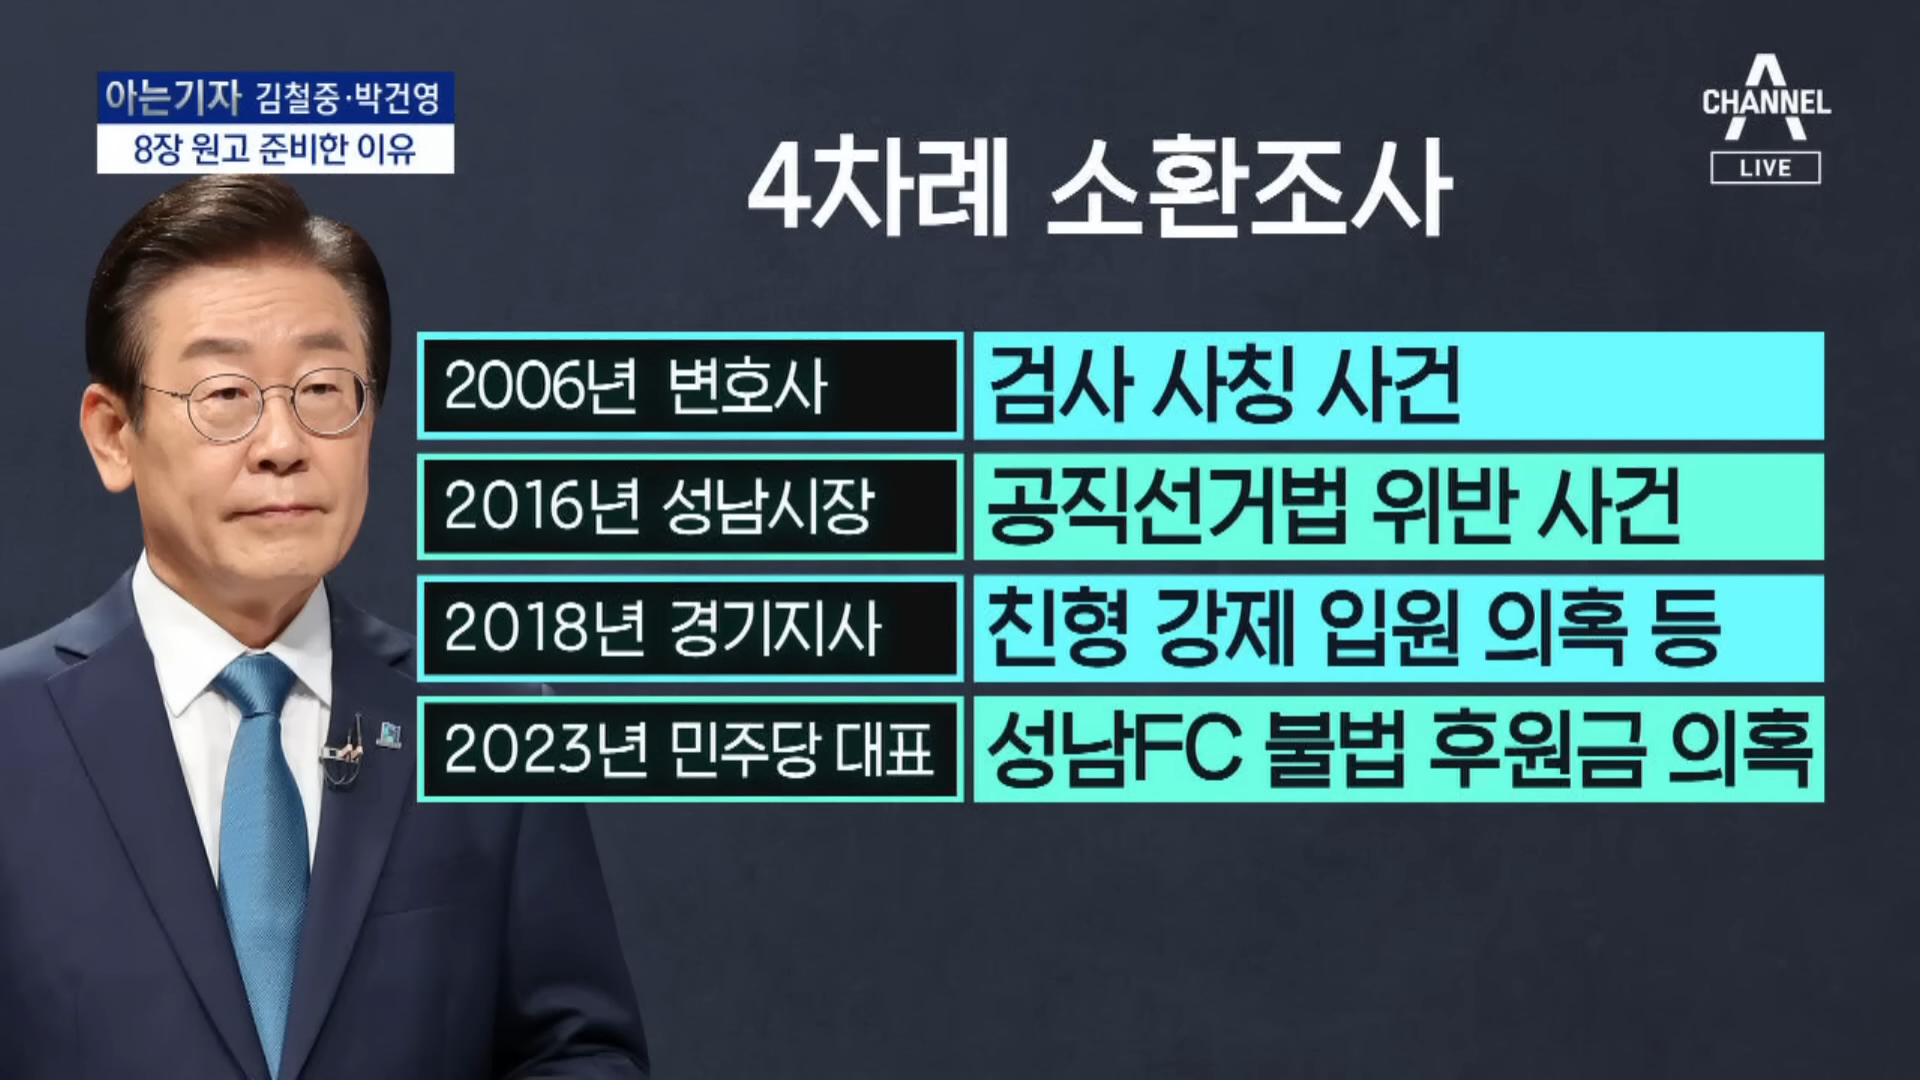 아는기자 김철중·박건영
8장 원고 준비한 이유
CHANNEL A
LIVE
4차례 소환조사
2006년 변호사 검사 사칭 사건
2016년 성남시장 공직선거법 위반 사건
2018년 경기지사 친형 강제 입원 의혹 등
2023년 민주당 대표 성남FC 불법 후원금 의혹